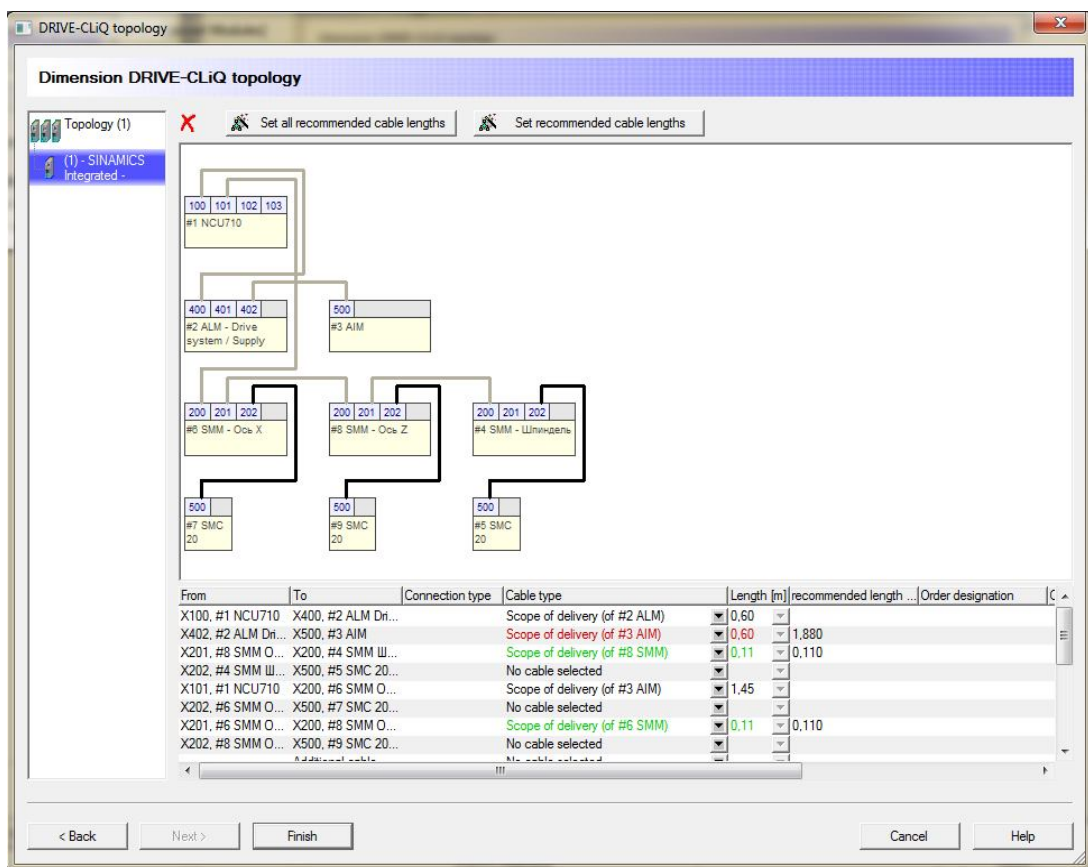 DRIVE-CLiQ topology
Dimension DRIVE-CLiQ topology
Topology (1)
(1) - SINAMICS
Integrated -
Set all recommended cable lengths
Set recommended cable lengths
100 101 102 103
#1 NCU710
400 401 402
#2 ALM - Drive
system / Supply
500
#3 AIM
200 201 202
#6 SMM - Ось X
200 201 202
#8 SMM - Ось Z
200 201 202
#4 SMM - Шпиндель
500
#7 SMC
20
500
#9 SMC
20
500
#5 SMC
20
From To Connection type Cable type Length [m] recommended length ... Order designation
X100, #1 NCU710 X400, #2 ALM Dri... Scope of delivery (of #2 ALM) 0,60
X402, #2 ALM Dri... X500, #3 AIM Scope of delivery (of #3 AIM) 0,60 1,880
X201, #8 SMM O... X200, #4 SMM Ш... Scope of delivery (of #8 SMM) 0,11 0,110
X202, #4 SMM Ш... X500, #5 SMC 20... No cable selected
X101, #1 NCU710 X200, #6 SMM O... Scope of delivery (of #3 AIM) 1,45
X202, #6 SMM O... X500, #7 SMC 20... No cable selected
X201, #6 SMM O... X200, #8 SMM O... Scope of delivery (of #6 SMM) 0,11 0,110
X202, #8 SMM O... X500, #9 SMC 20... No cable selected
< Back
Next >
Finish
Cancel
Help